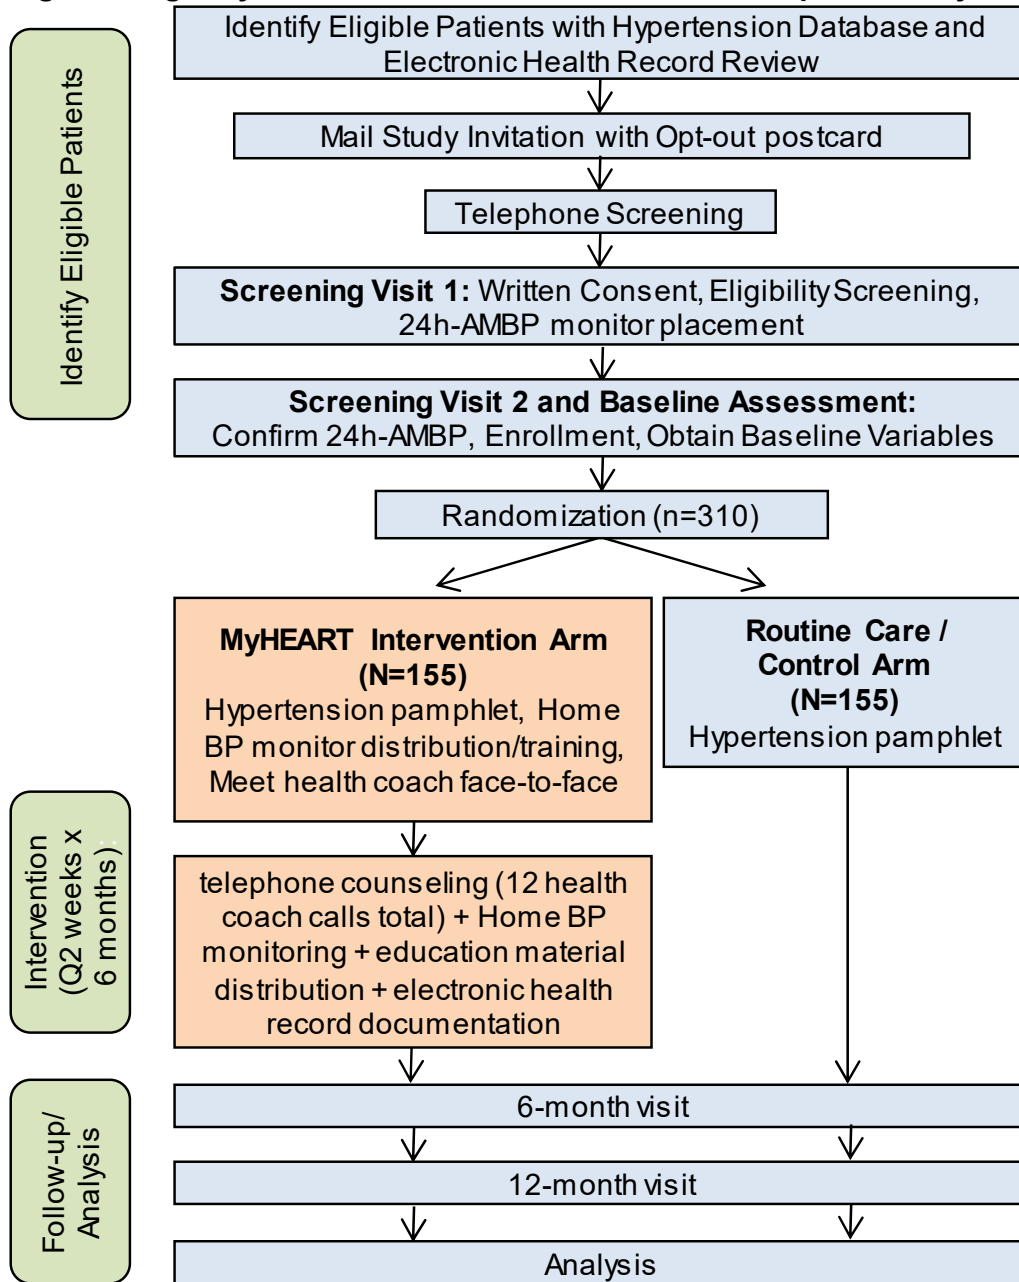 Identify Eligible Patients with Hypertension Database and
Electronic Health Record Review
Mail Study Invitation with Opt-out postcard
Telephone Screening
Screening Visit 1: Written Consent, Eligibility Screening,
24h-AMBP monitor placement
Screening Visit 2 and Baseline Assessment:
Confirm 24h-AMBP, Enrollment, Obtain Baseline Variables
Identify Eligible Patients
Randomization (n=310)
MyHEART Intervention Arm
(N=155)
Hypertension pamphlet, Home
BP monitor distribution/training,
Meet health coach face-to-face
Routine Care /
Control Arm
(N=155)
Hypertension pamphlet
Intervention
(Q2 weeks x
6 months):
telephone counseling (12 health
coach calls total) + Home BP
monitoring + education material
distribution + electronic health
record documentation
Follow-up/
Analysis
6-month visit
12-month visit
Analysis